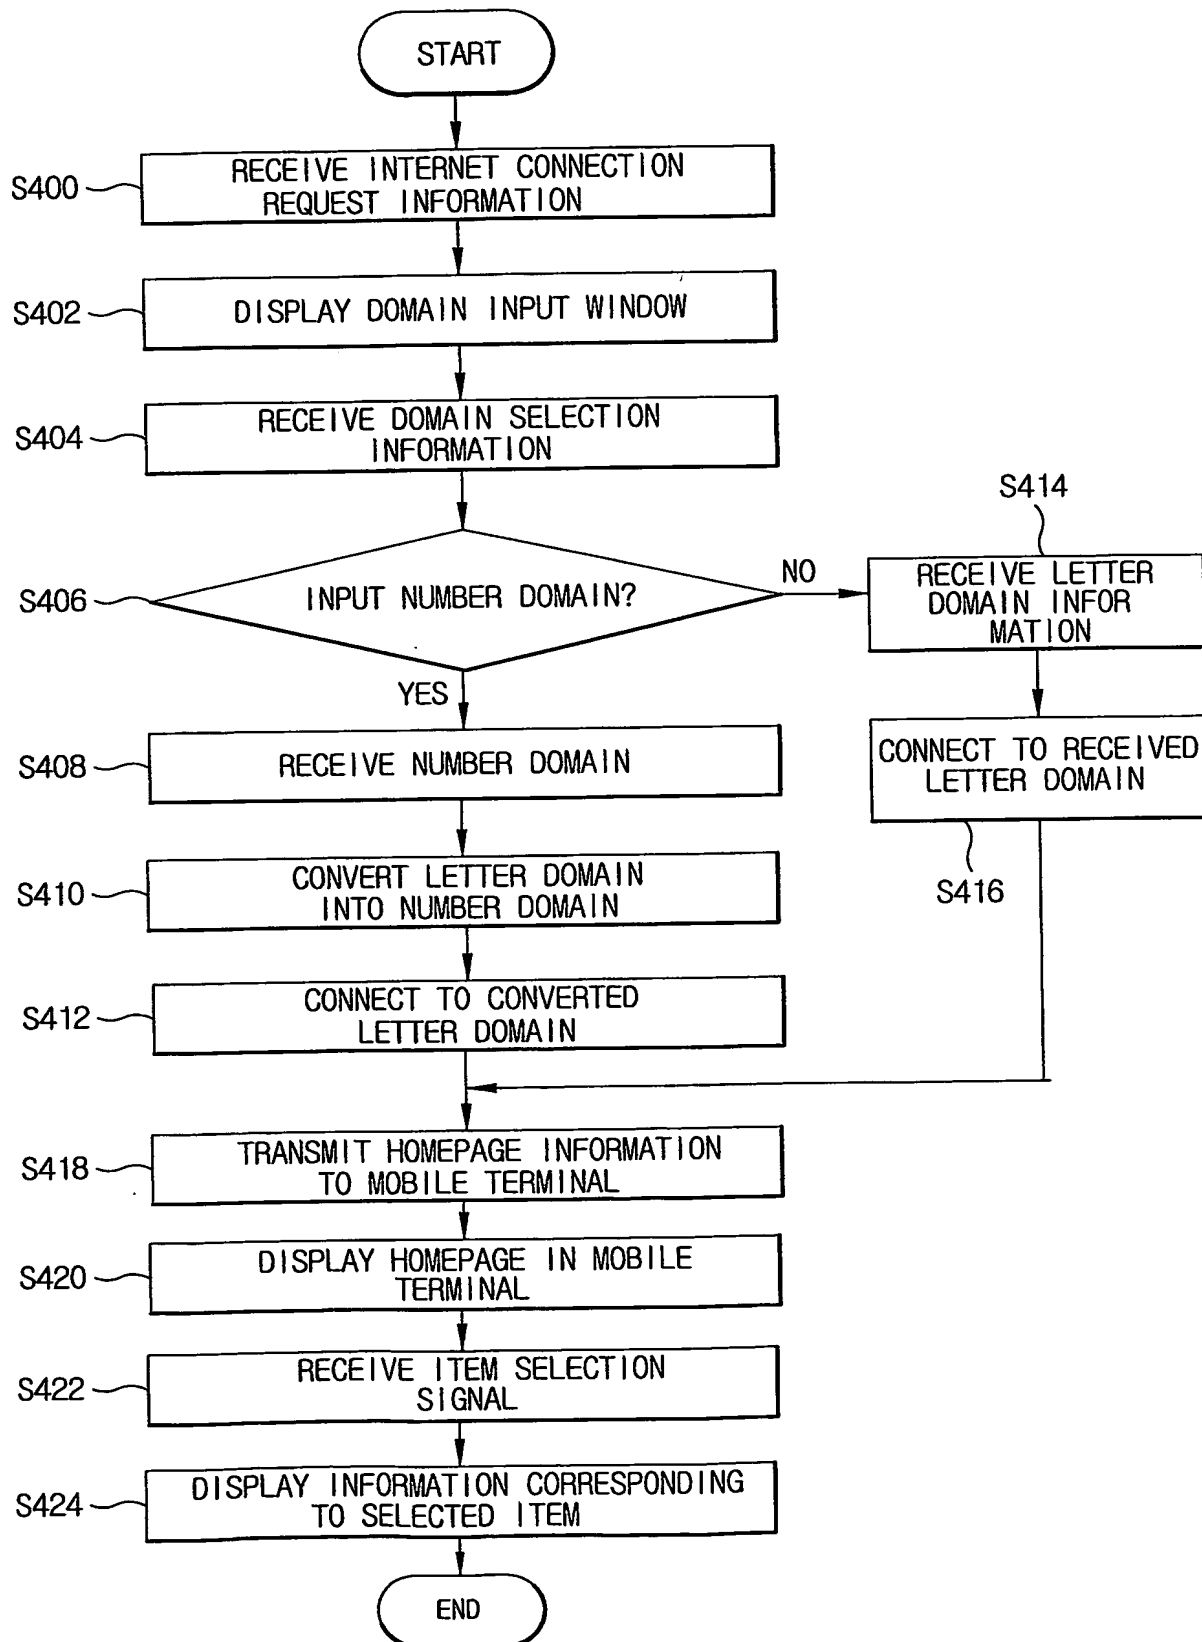 START
S400
RECEIVE INTERNET CONNECTION
REQUEST INFORMATION
S402
DISPLAY DOMAIN INPUT WINDOW
S404
RECEIVE DOMAIN SELECTION
INFORMATION
S406
INPUT NUMBER DOMAIN?
NO
YES
S414
RECEIVE LETTER
DOMAIN INFOR
MATION
CONNECT TO RECEIVED
LETTER DOMAIN
S416
S408
RECEIVE NUMBER DOMAIN
S410
CONVERT LETTER DOMAIN
INTO NUMBER DOMAIN
S412
CONNECT TO CONVERTED
LETTER DOMAIN
S418
TRANSMIT HOMEPAGE INFORMATION
TO MOBILE TERMINAL
S420
DISPLAY HOMEPAGE IN MOBILE
TERMINAL
S422
RECEIVE ITEM SELECTION
SIGNAL
S424
DISPLAY INFORMATION CORRESPONDING
TO SELECTED ITEM
END